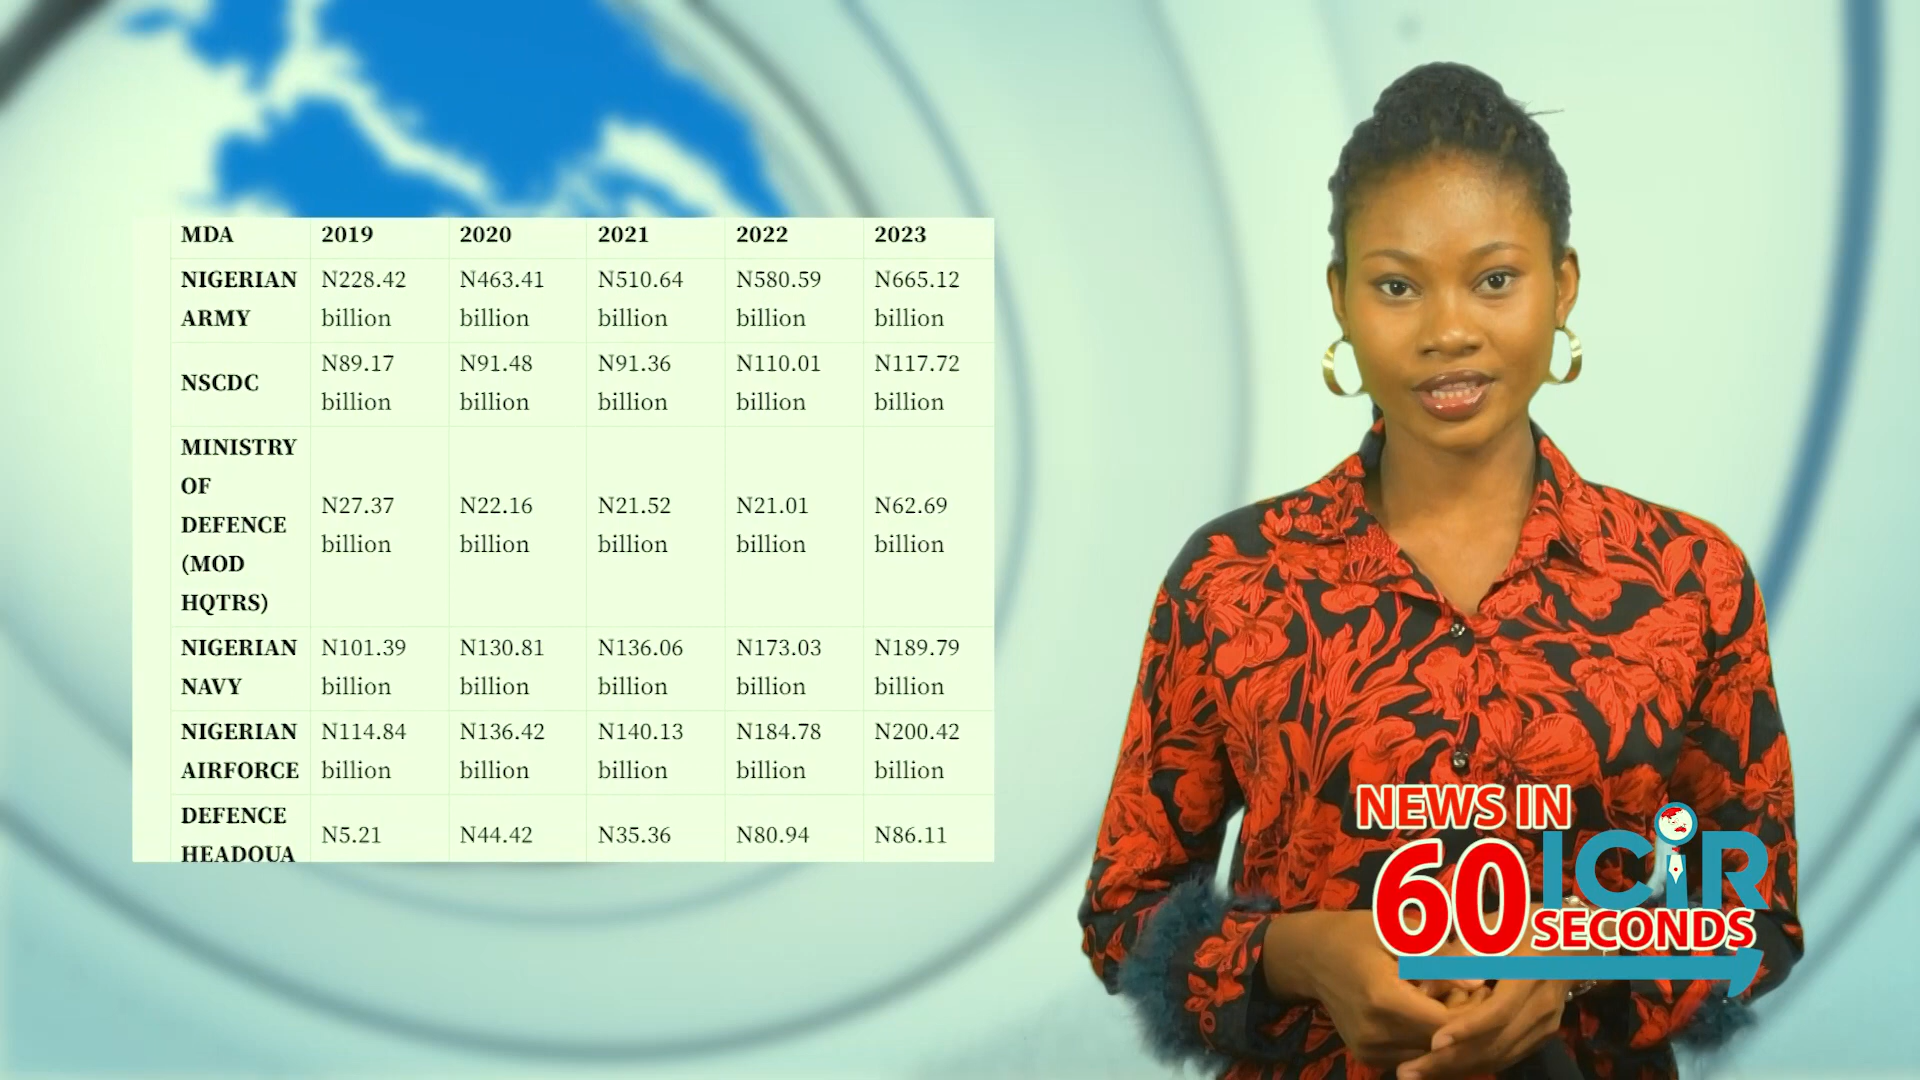 MDA 2019 2020 2021 2022 2023
NIGERIAN N228.42 N463.41 N510.64 N580.59 N665.12
ARMY billion billion billion billion billion
N89.17 N91.48 N91.36 N110.01 N117.72
NSCDC
billion billion billion billion billion
MINISTRY
OF
N27.37 N22.16 N21.52 N21.01 N62.69
DEFENCE
billion billion billion billion billion
(MOD
HQTRS)
NIGERIAN N101.39 N130.81 N136.06 N173.03 N189.79
NAVY billion billion billion billion billion
NIGERIAN N114.84 N136.42 N140.13 N184.78 N200.42
AIRFORCE billion billion billion billion billion
DEFENCE
N5.21 N44.42 N35.36 N80.94 N86.11
NEWS IN
60 ICiR
SECONDS